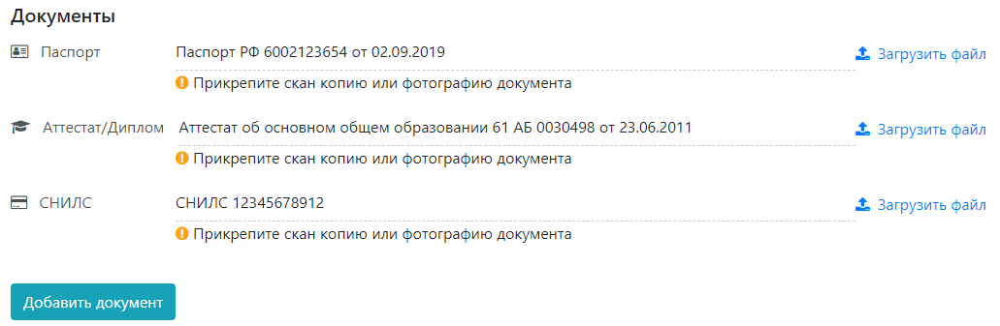 Документы
Паспорт Паспорт РФ 6002123654 от 02.09.2019 Загрузить файл
Прикрепите скан копию или фотографию документа
Аттестат/Диплом Аттестат об основном общем образовании 61 АБ 0030498 от 23.06.2011 Загрузить файл
Прикрепите скан копию или фотографию документа
СНИЛС СНИЛС 12345678912 Загрузить файл
Прикрепите скан копию или фотографию документа
Добавить документ